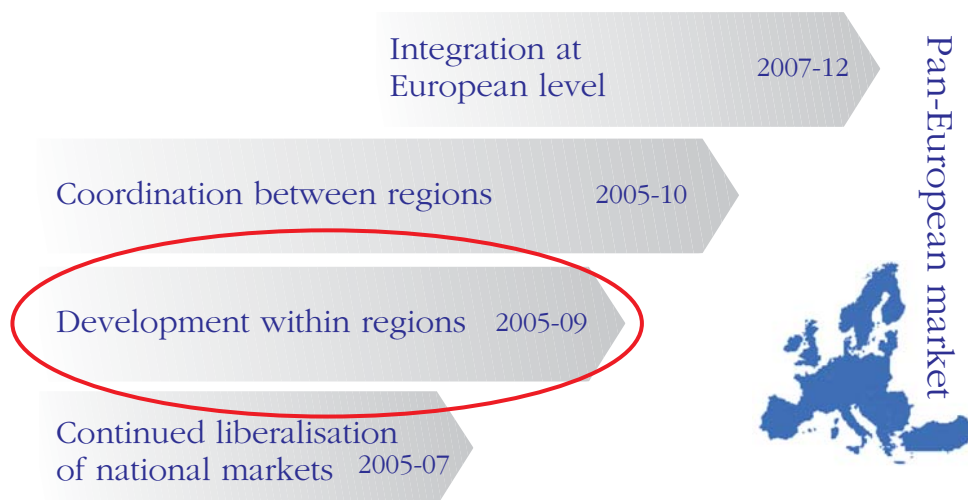 Integration at
European level 2007-12
Coordination between regions 2005-10
Development within regions 2005-09
Continued liberalisation
of national markets 2005-07
Pan-European market